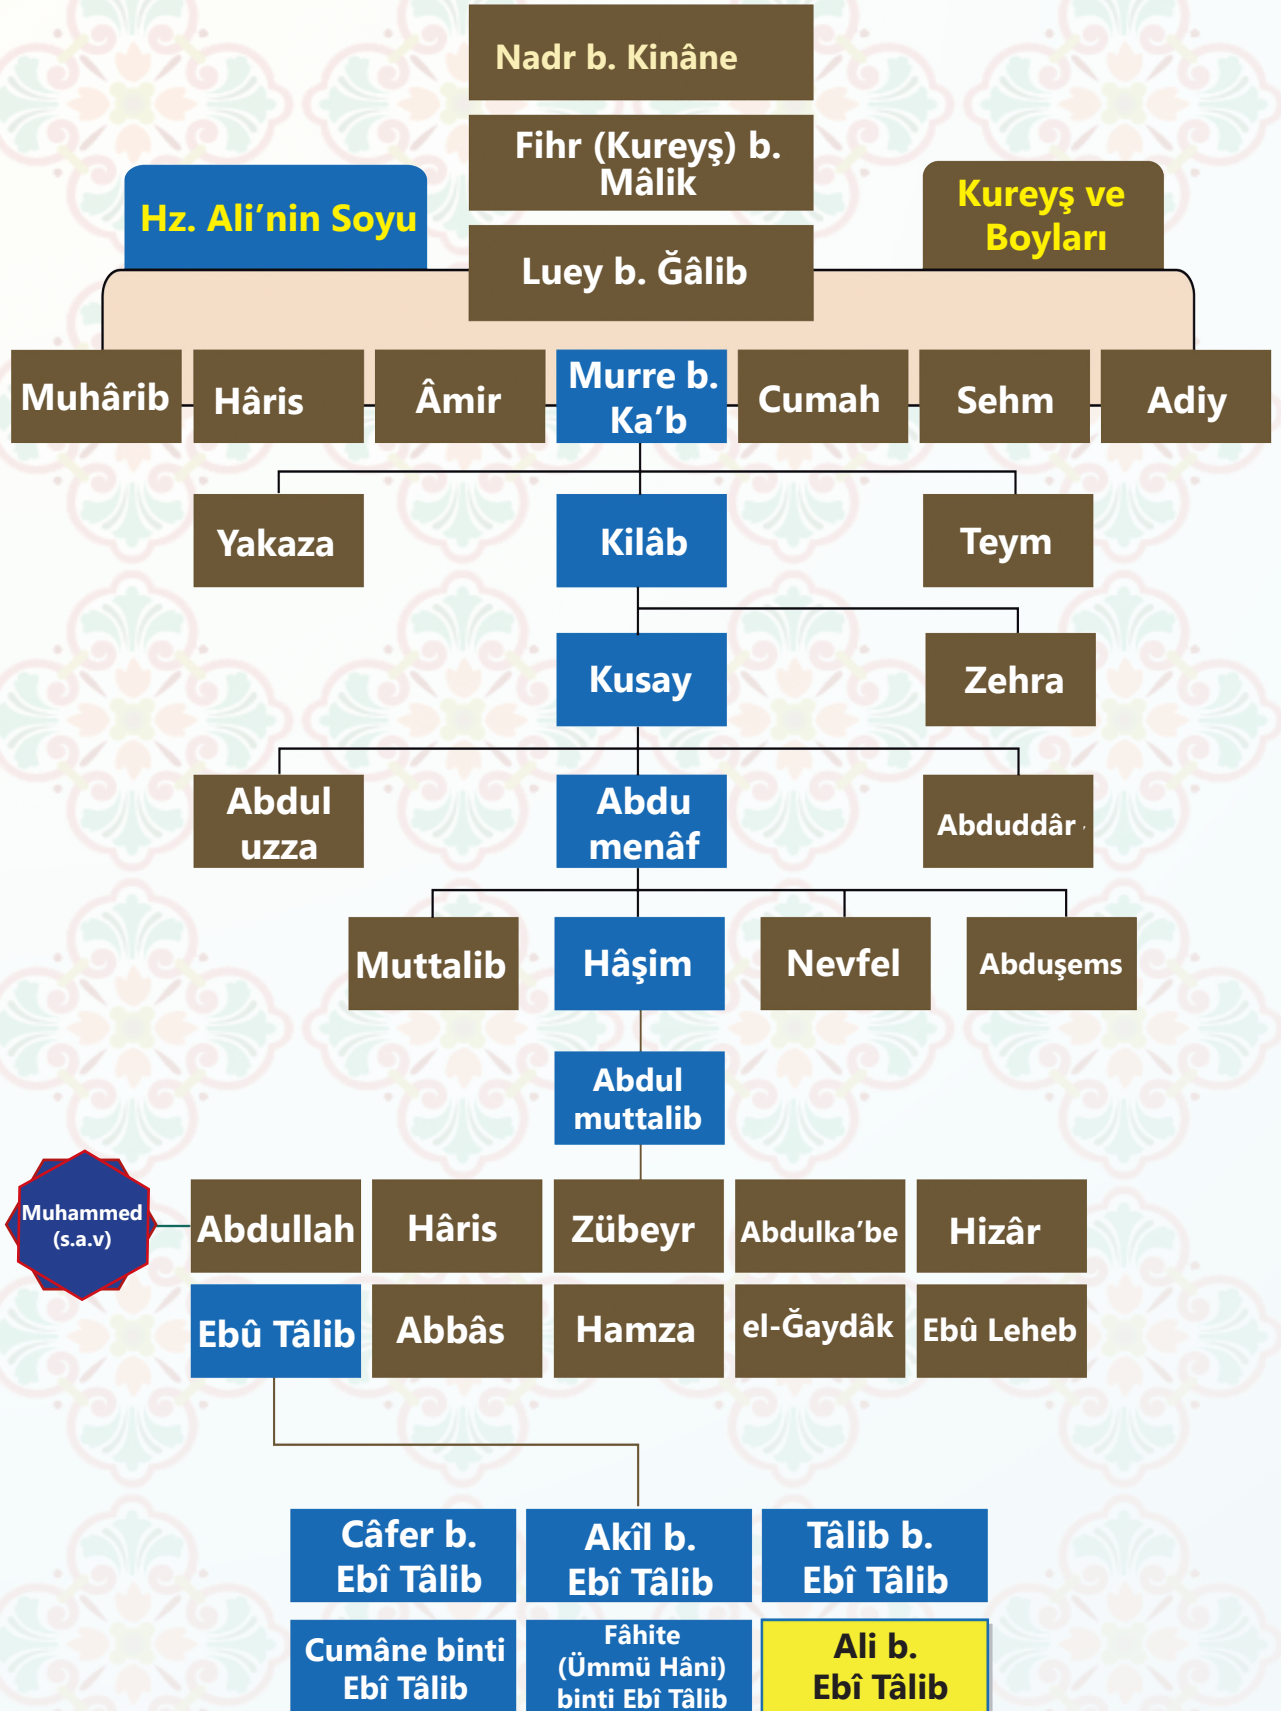 Nadr b. Kinâne
Fihr (Kureyş) b.
Mâlik
Hz. Ali’nin Soyu
Kureyş ve
Boyları
Luey b. Ğâlib
Muhârib
Hâris
Âmir
Murre b.
Ka’b
Cumah
Sehm
Adiy
Yakaza
Kilâb
Teym
Kusay
Zehra
Abdul
uzza
Abdu
menâf
Abduddâr
Muttalib
Hâşim
Nevfel
Abduşems
Abdul
muttalib
Muhammed
(s.a.v)
Abdullah
Hâris
Zübeyr
Abdulka’be
Hizâr
Ebû Tâlib
Abbâs
Hamza
el-Ğaydâk
Ebû Leheb
Câfer b.
Ebî Tâlib
Akîl b.
Ebî Tâlib
Tâlib b.
Ebî Tâlib
Cumâne binti
Ebî Tâlib
Fâhite
(Ümmü Hâni)
binti Ebî Tâlib
Ali b.
Ebî Tâlib